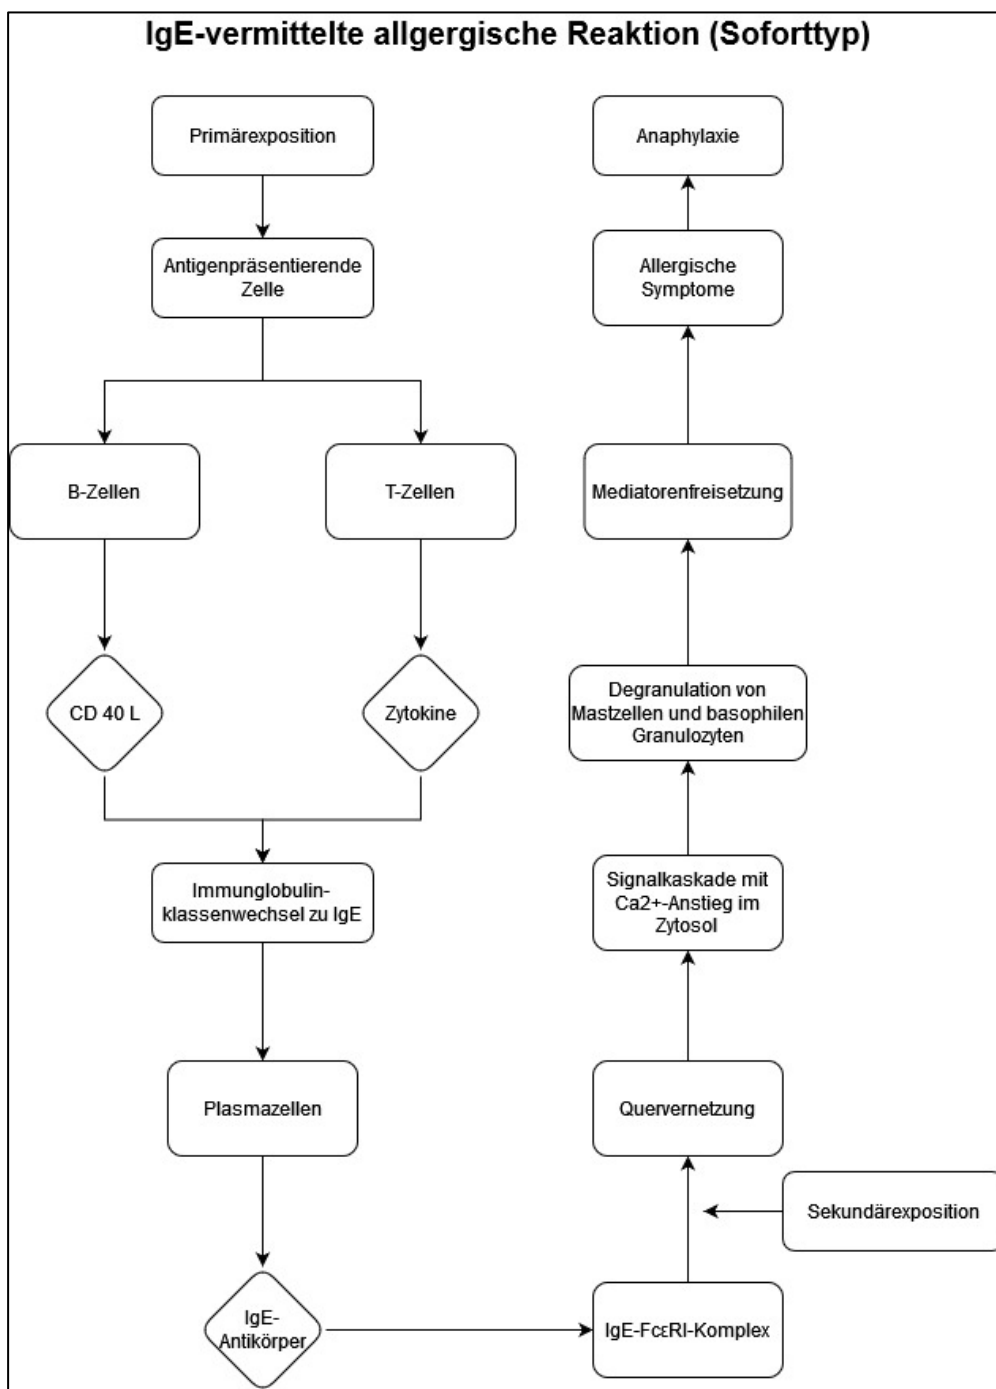 IgE-vermittelte allgergische Reaktion (Soforttyp)
Primärexposition
Antigenpräsentierende
Zelle
B-Zellen
T-Zellen
CD 40 L
Zytokine
Immunglobulin-
klassenwechsel zu IgE
Plasmazellen
IgE-
Antikörper
IgE-FcεRI-Komplex
Sekundärexposition
Quervernetzung
Signalkaskade mit
Ca2+-Anstieg im
Zytosol
Degranulation von
Mastzellen und basophilen
Granulozyten
Mediatorenfreisetzung
Allergische
Symptome
Anaphylaxie